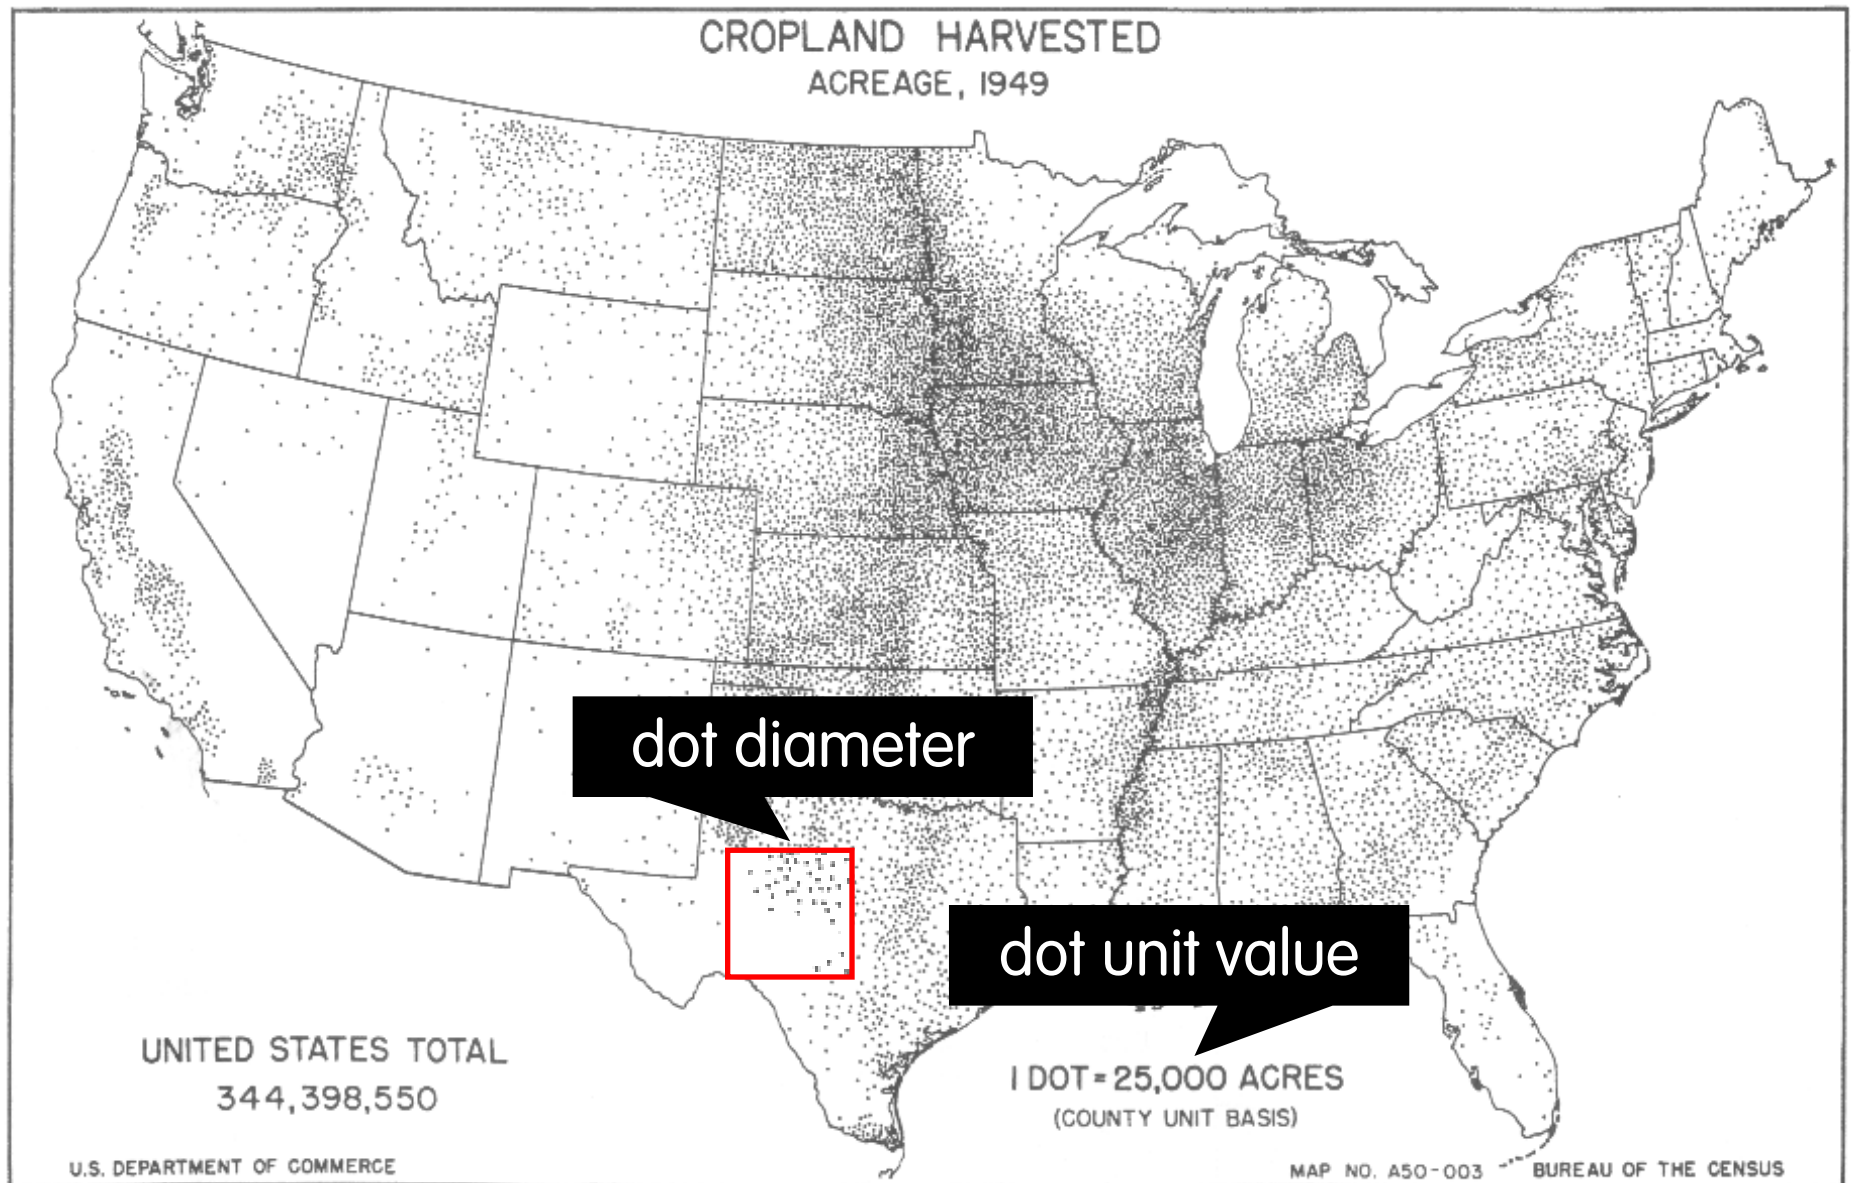 CROPLAND HARVESTED
ACREAGE, 1949
dot diameter
dot unit value
UNITED STATES TOTAL
344,398,550
1 DOT = 25,000 ACRES
(COUNTY UNIT BASIS)
U.S. DEPARTMENT OF COMMERCE
MAP NO. A50-003
BUREAU OF THE CENSUS